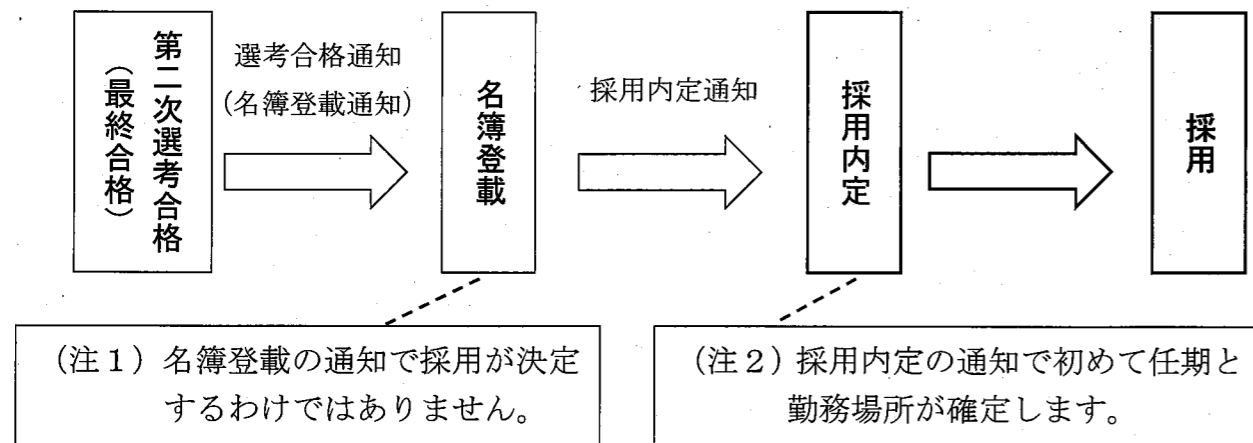 第二次選考合格
（最終合格）
選考合格通知
(名簿登載通知)
名簿登載
採用内定通知
採用内定
採用
（注１）名簿登載の通知で採用が決定
するわけではありません。
（注２）採用内定の通知で初めて任期と
勤務場所が確定します。